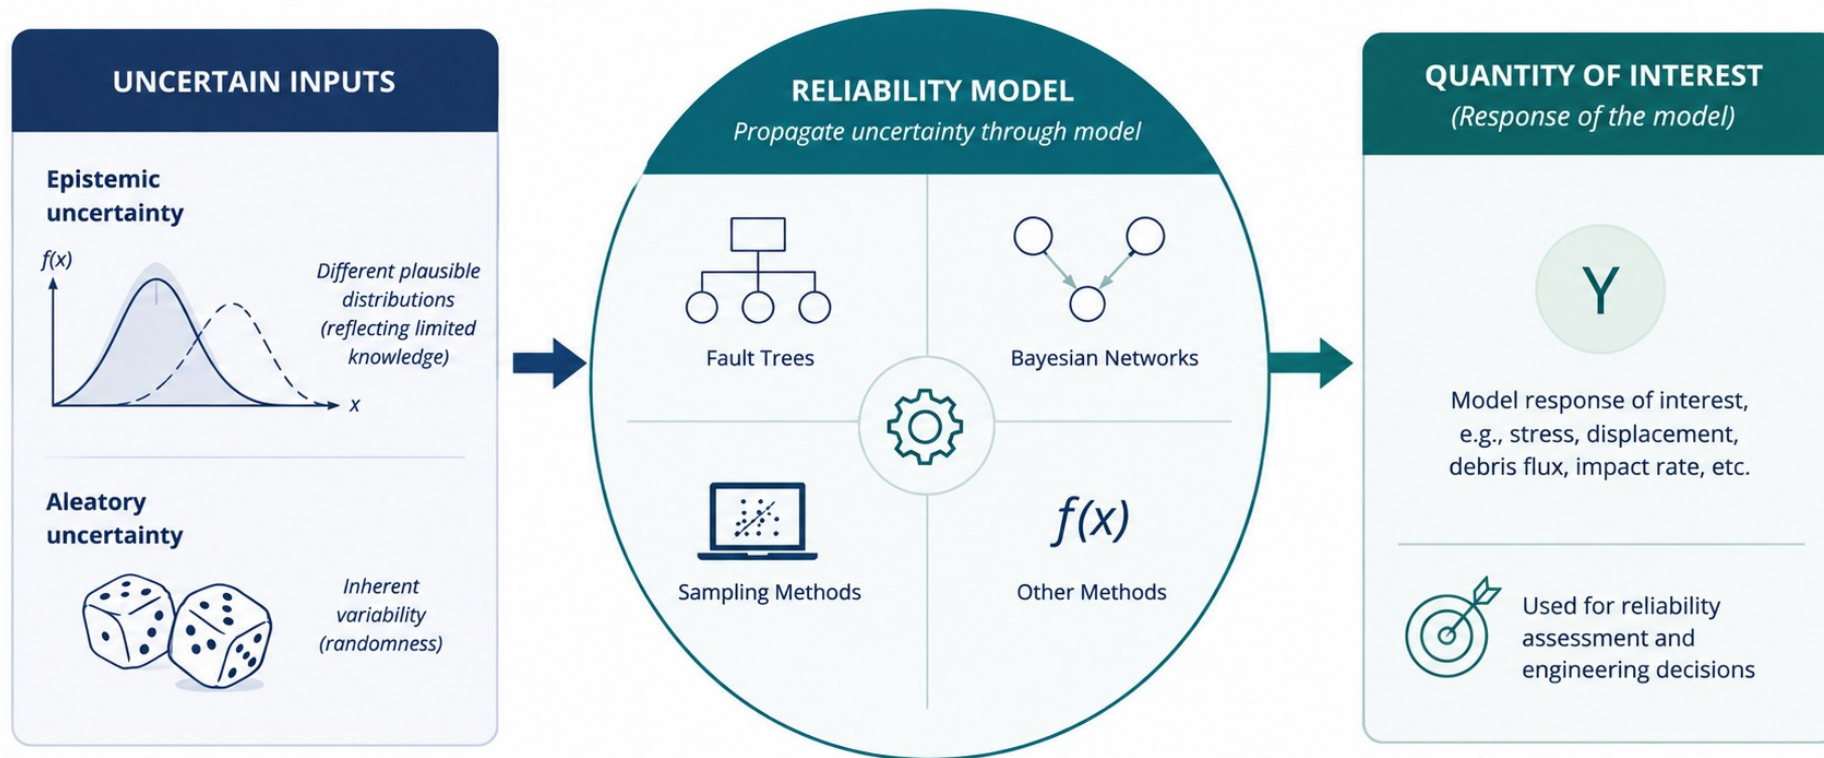 UNCERTAIN INPUTS
Epistemic
uncertainty
f(x)
Different plausible
distributions
(reflecting limited
knowledge)
x
Aleatory
uncertainty
Inherent
variability
(randomness)
RELIABILITY MODEL
Propagate uncertainty through model
Fault Trees
Bayesian Networks
f(x)
Sampling Methods
Other Methods
QUANTITY OF INTEREST
(Response of the model)
Y
Model response of interest,
e.g., stress, displacement,
debris flux, impact rate, etc.
Used for reliability
assessment and
engineering decisions